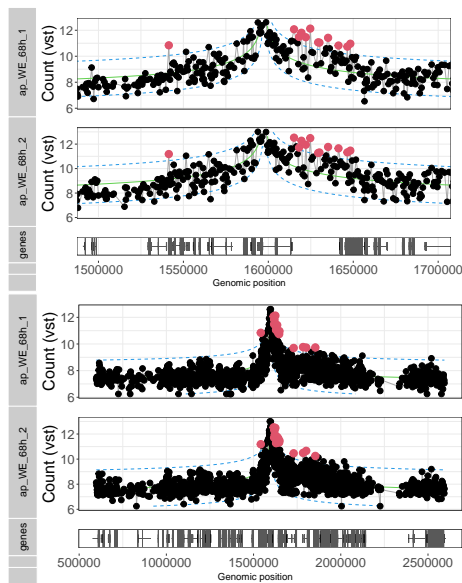 ap_WE_68h_1
Count (vst)
12
10
8
6
ap_WE_68h_2
Count (vst)
12
10
8
6
genes
1500000 1550000 1600000 1650000 1700000
Genomic position
ap_WE_68h_1
Count (vst)
12
10
8
6
ap_WE_68h_2
Count (vst)
12
10
8
6
genes
500000 1000000 1500000 2000000 2500000
Genomic position